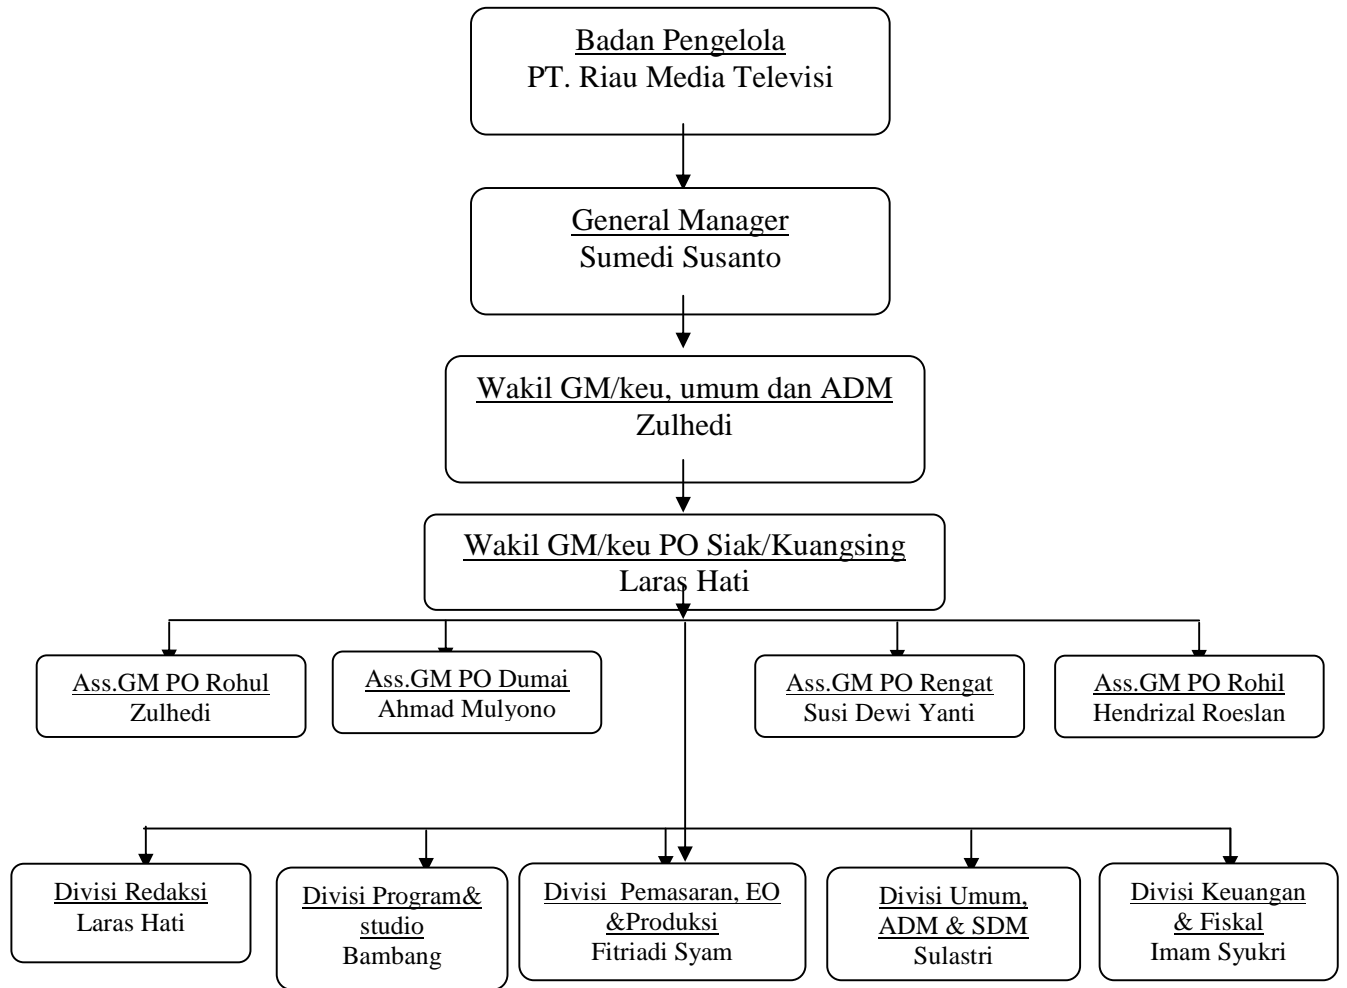 Badan Pengelola
PT. Riau Media Televisi
General Manager
Sumedi Susanto
Wakil GM/keu, umum dan ADM
Zulhedi
Wakil GM/keu PO Siak/Kuangsing
Laras Hati
Ass.GM PO Rohul
Zulhedi
Ass.GM PO Dumai
Ahmad Mulyono
Ass.GM PO Rengat
Susi Dewi Yanti
Ass.GM PO Rohil
Hendrizal Roeslan
Divisi Redaksi
Laras Hati
Divisi Program&
studio
Bambang
Divisi Pemasaran, EO
&Produksi
Fitriadi Syam
Divisi Umum,
ADM & SDM
Sulastri
Divisi Keuangan
& Fiskal
Imam Syukri